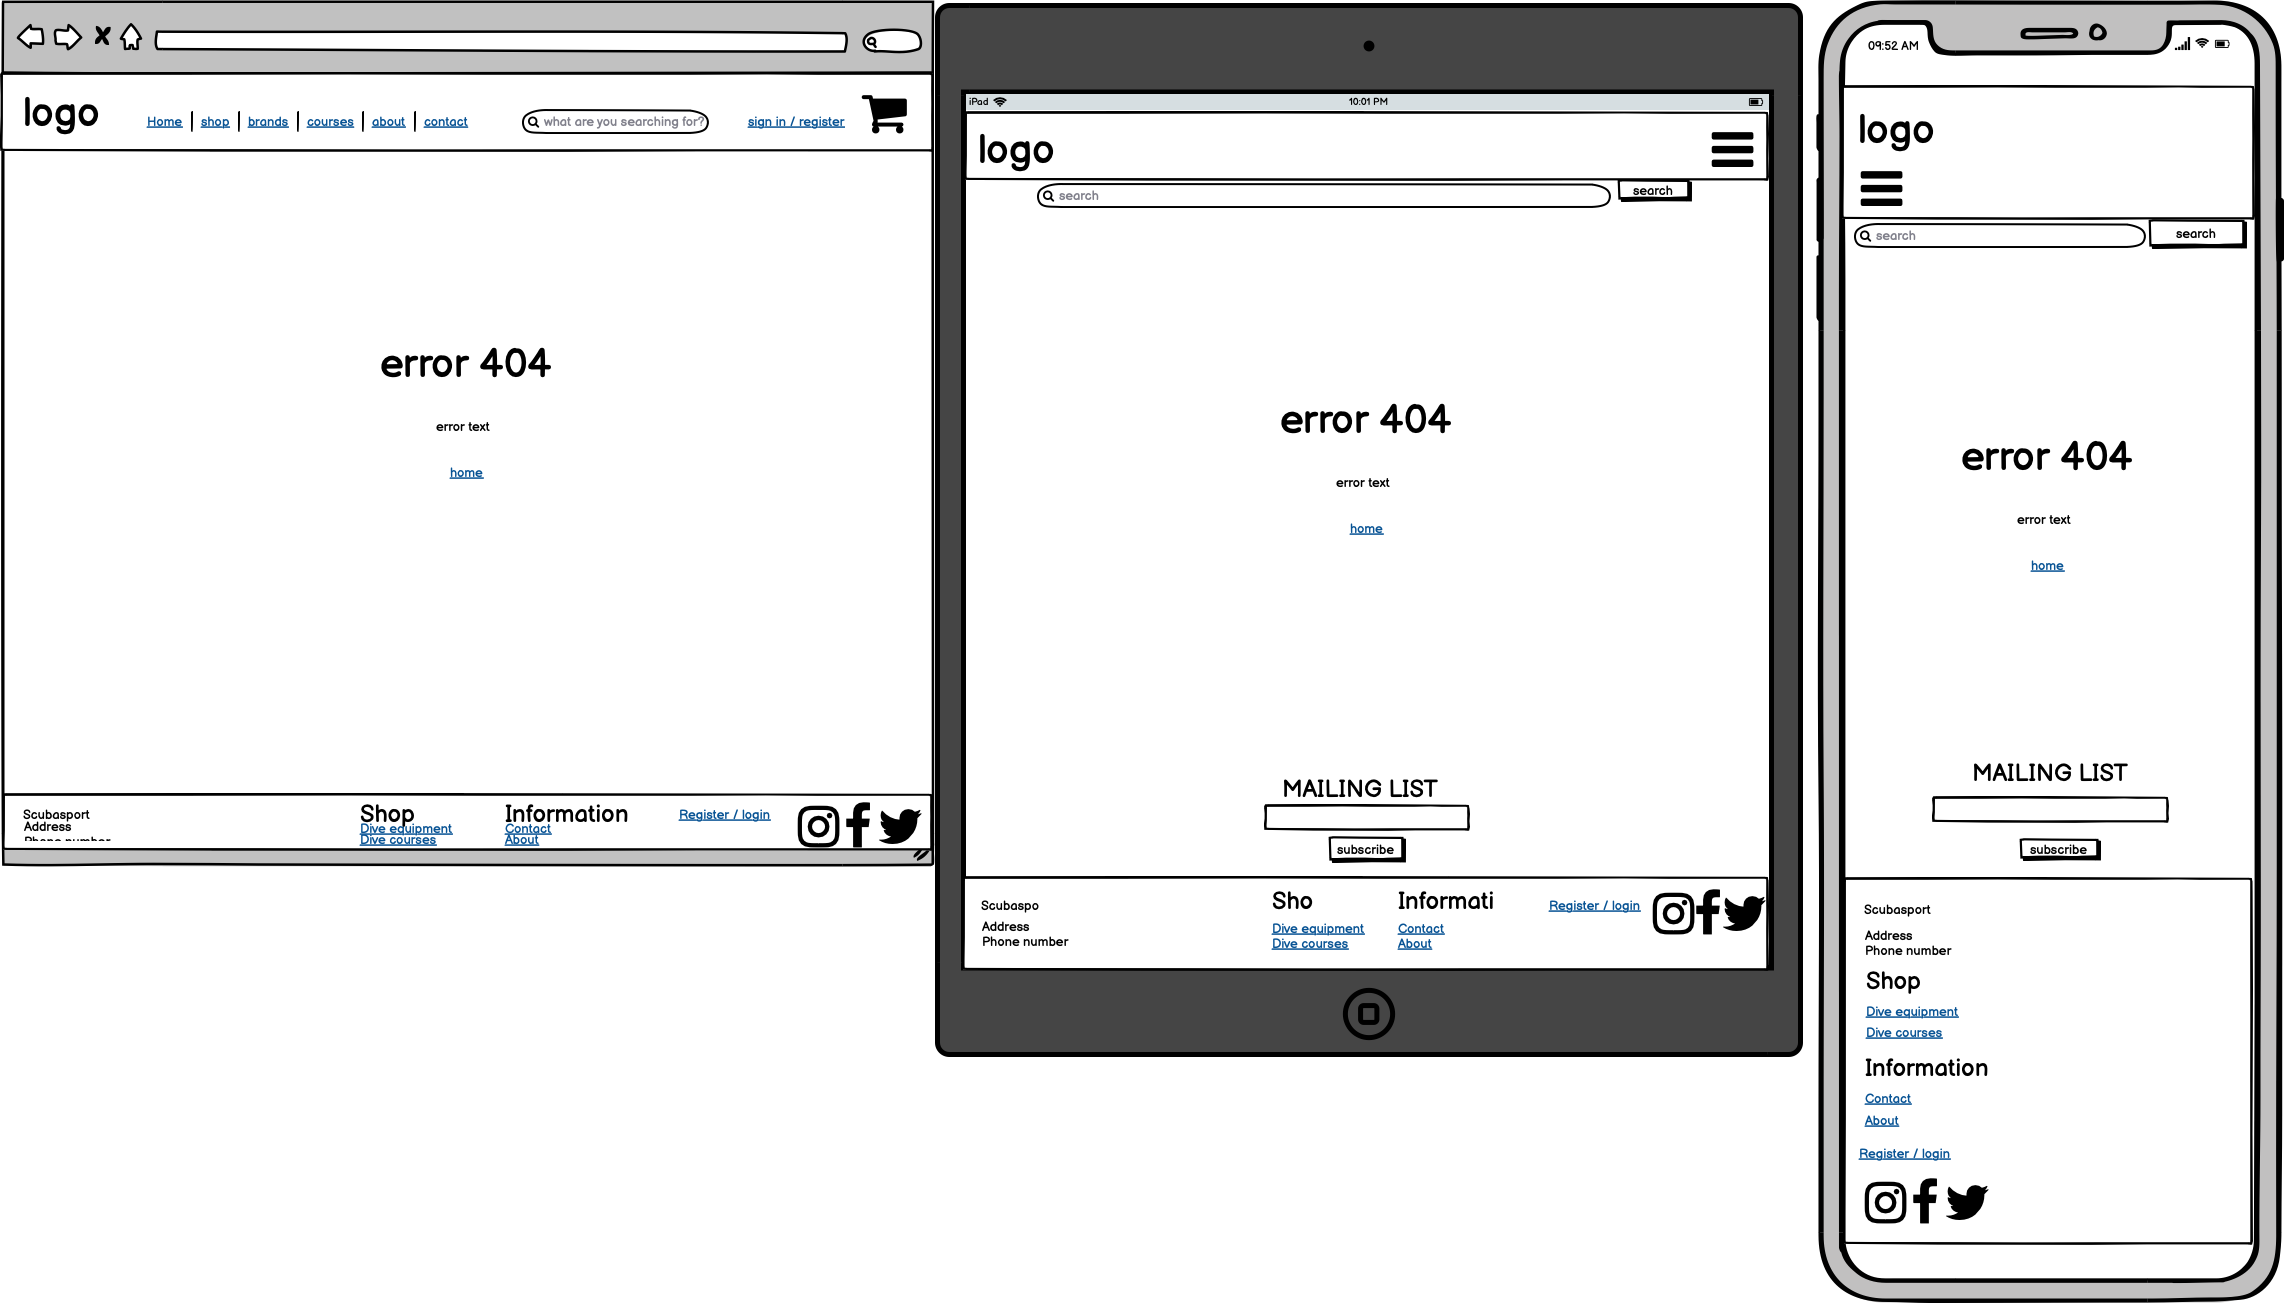 logo
Home | shop | brands | courses | about | contact
what are you searching for?
sign in / register
error 404
error text
home
Scubasport
Address
Phone number
Shop
Dive equipment
Dive courses
Information
Contact
About
Register / login
iPad
10:01 PM
logo
search
search
error 404
error text
home
MAILING LIST
subscribe
Scubaspo
Address
Phone number
Sho
Dive equipment
Dive courses
Informati
Contact
About
Register / login
09:52 AM
logo
search
search
error 404
error text
home
MAILING LIST
subscribe
Scubasport
Address
Phone number
Shop
Dive equipment
Dive courses
Information
Contact
About
Register / login